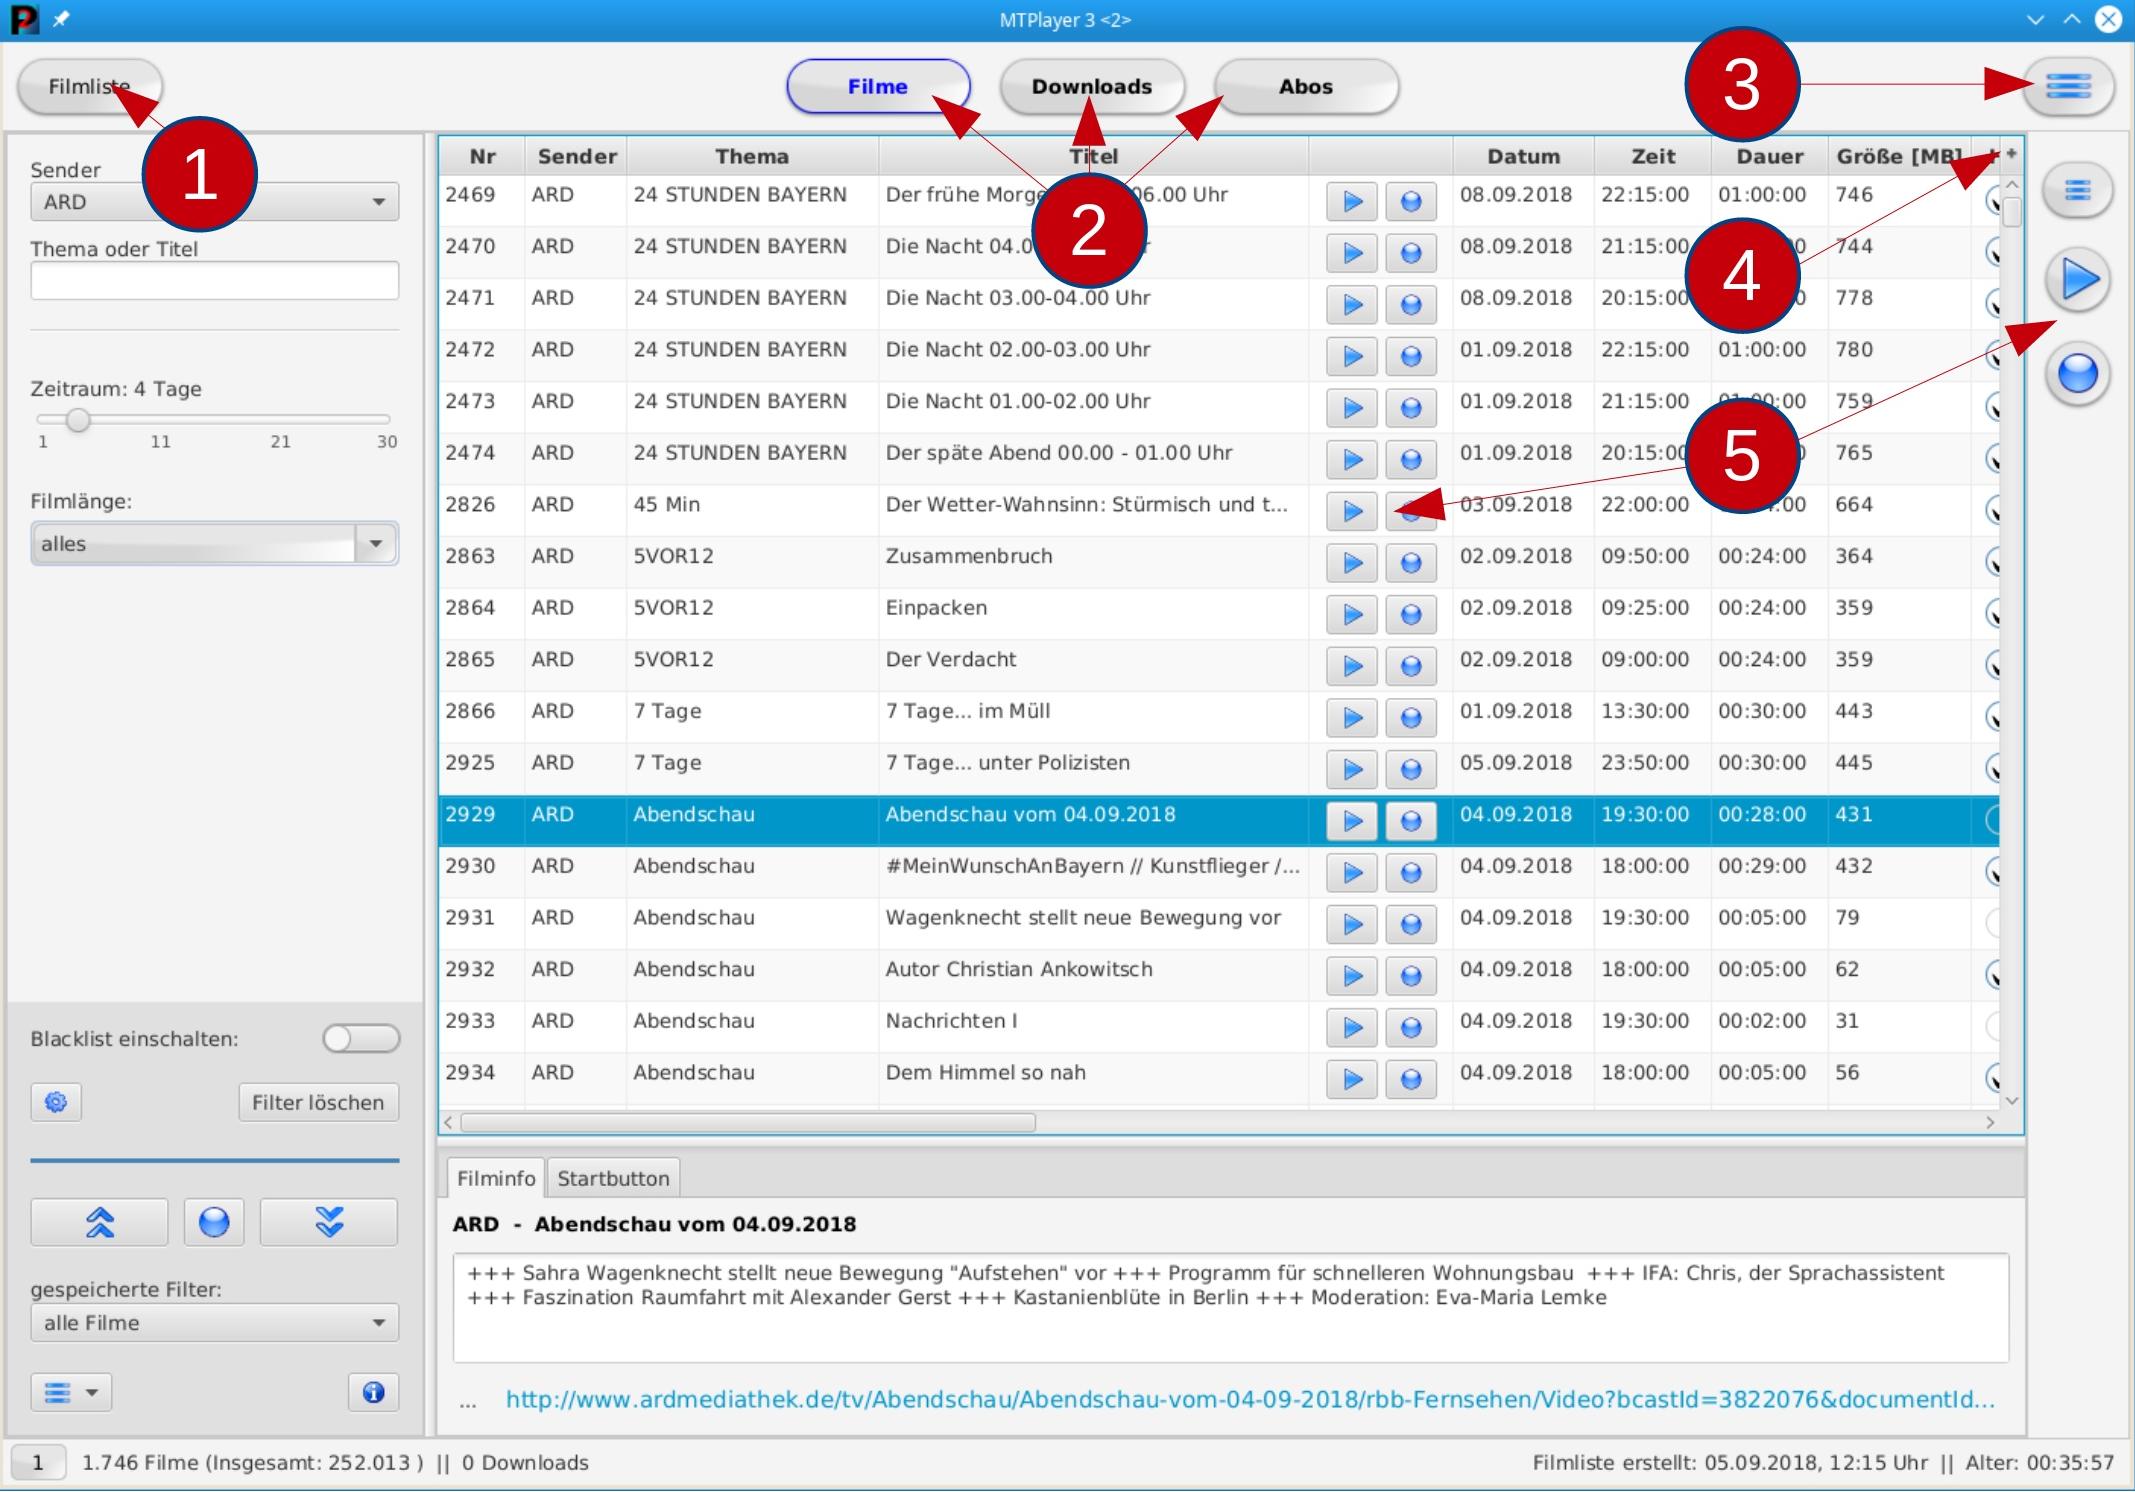 MTPlayer 3 <2>
Filmliste Filme Downloads Abos 3
1
Sender
ARD
Thema oder Titel
Zeitraum: 4 Tage
1 11 21 30
Filmlänge:
alles
Blacklist einschalten:
Filter löschen
gespeicherte Filter:
alle Filme
Nr Sender Thema Titel Datum Zeit Dauer Größe [MB] +
2469 ARD 24 STUNDEN BAYERN Der frühe Morge 06.00 Uhr 08.09.2018 22:15:00 01:00:00 746
2
2470 ARD 24 STUNDEN BAYERN Die Nacht 04.0 08.09.2018 21:15:00 744
4
2471 ARD 24 STUNDEN BAYERN Die Nacht 03.00-04.00 Uhr 08.09.2018 20:15:00 778
2472 ARD 24 STUNDEN BAYERN Die Nacht 02.00-03.00 Uhr 01.09.2018 22:15:00 01:00:00 780
2473 ARD 24 STUNDEN BAYERN Die Nacht 01.00-02.00 Uhr 01.09.2018 21:15:00 01:00:00 759
2474 ARD 24 STUNDEN BAYERN Der späte Abend 00.00 - 01.00 Uhr 01.09.2018 20:15:00 765
5
2826 ARD 45 Min Der Wetter-Wahnsinn: Stürmisch und t... 03.09.2018 22:00:00 664
2863 ARD 5VOR12 Zusammenbruch 02.09.2018 09:50:00 00:24:00 364
2864 ARD 5VOR12 Einpacken 02.09.2018 09:25:00 00:24:00 359
2865 ARD 5VOR12 Der Verdacht 02.09.2018 09:00:00 00:24:00 359
2866 ARD 7 Tage 7 Tage... im Müll 01.09.2018 13:30:00 00:30:00 443
2925 ARD 7 Tage 7 Tage... unter Polizisten 05.09.2018 23:50:00 00:30:00 445
2929 ARD Abendschau Abendschau vom 04.09.2018 04.09.2018 19:30:00 00:28:00 431
2930 ARD Abendschau #MeinWunschAnBayern // Kunstflieger /... 04.09.2018 18:00:00 00:29:00 432
2931 ARD Abendschau Wagenknecht stellt neue Bewegung vor 04.09.2018 19:30:00 00:05:00 79
2932 ARD Abendschau Autor Christian Ankowitsch 04.09.2018 18:00:00 00:05:00 62
2933 ARD Abendschau Nachrichten I 04.09.2018 19:30:00 00:02:00 31
2934 ARD Abendschau Dem Himmel so nah 04.09.2018 18:00:00 00:05:00 56
Filminfo Startbutton
ARD - Abendschau vom 04.09.2018
+++ Sahra Wagenknecht stellt neue Bewegung "Aufstehen" vor +++ Programm für schnelleren Wohnungsbau +++ IFA: Chris, der Sprachassistent
+++ Faszination Raumfahrt mit Alexander Gerst +++ Kastanienblüte in Berlin +++ Moderation: Eva-Maria Lemke
... http://www.ardmediathek.de/tv/Abendschau/Abendschau-vom-04-09-2018/rbb-Fernsehen/Video?bcastId=3822076&documentId...
1 1.746 Filme (Insgesamt: 252.013 ) || 0 Downloads Filmliste erstellt: 05.09.2018, 12:15 Uhr || Alter: 00:35:57